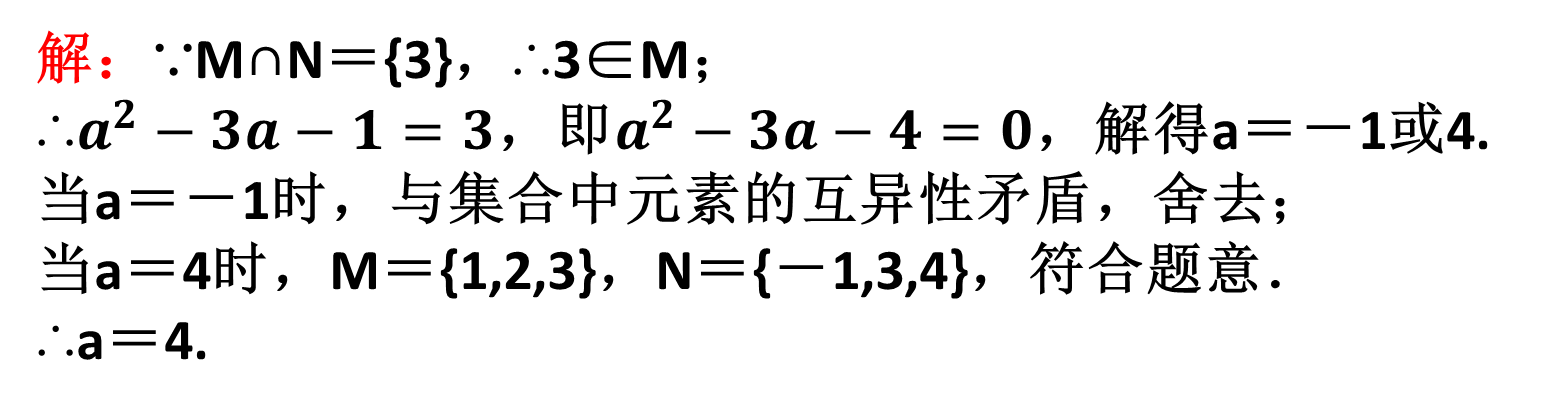 解：∵M∩N＝{3}，∴3∈M；
∴a² − 3a − 1 = 3，即a² − 3a − 4 = 0，解得a＝－1或4.
当a＝－1时，与集合中元素的互异性矛盾，舍去；
当a＝4时，M＝{1,2,3}，N＝{－1,3,4}，符合题意．
∴a＝4.